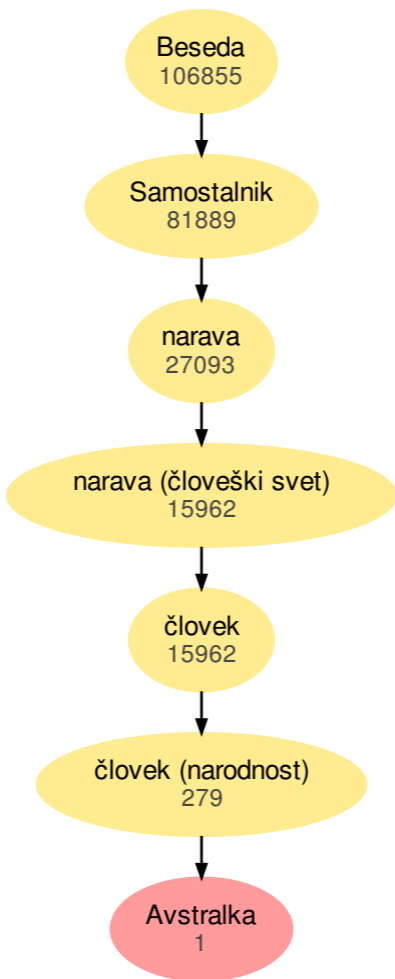 Beseda
106855
Samostalnik
81889
narava
27093
narava (človeški svet)
15962
človek
15962
človek (narodnost)
279
Avstralka
1